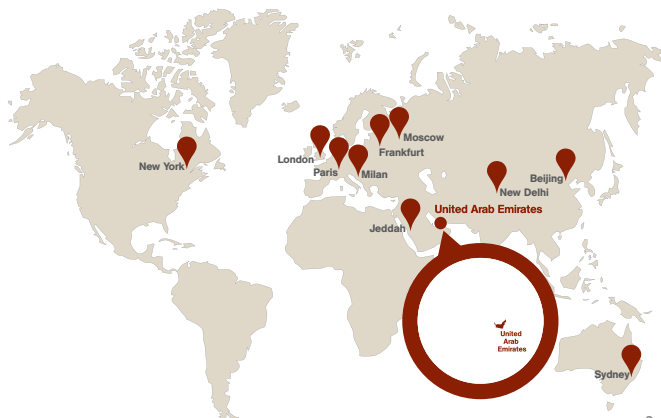 Moscow
Frankfurt
London
New York
Paris
Milan
Beijing
New Delhi
United Arab Emirates
Jeddah
United
Arab
Emirates
Sydney